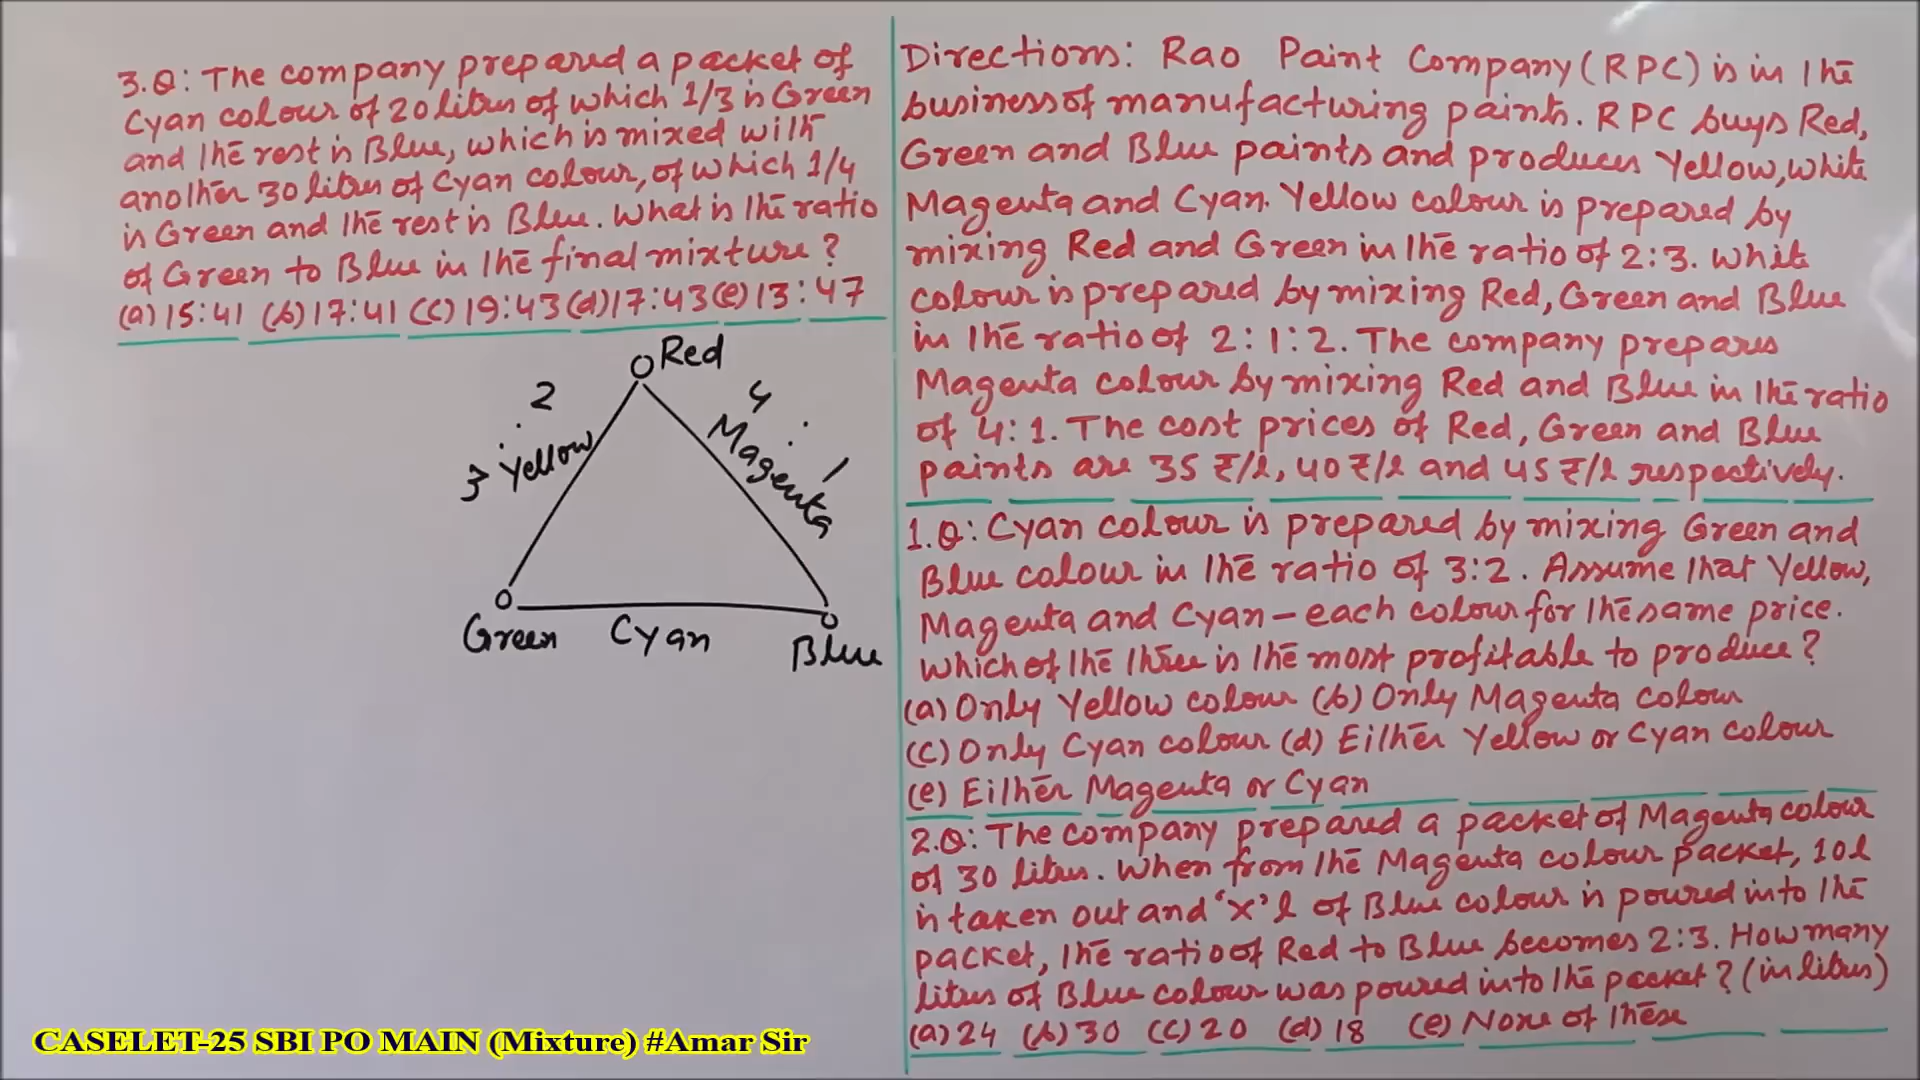 3.Q: The company prepared a packet of
Cyan colour of 20 litres of which 1/3 is Green
and the rest is Blue, which is mixed with
another 30 litres of Cyan colour, of which 1/4
is Green and the rest is Blue. What is the ratio
of Green to Blue in the final mixture?
(a) 15:41 (b) 17:41 (c) 19:43 (d) 17:43 (e) 13:47
Red
2 : 3
Yellow
4 : 1
Magenta
Green
Cyan
Blue
Directions: Rao Paint Company (RPC) is in the
business of manufacturing paints. RPC buys Red,
Green and Blue paints and produces Yellow, White
Magenta and Cyan. Yellow colour is prepared by
mixing Red and Green in the ratio of 2:3. White
colour is prepared by mixing Red, Green and Blue
in the ratio of 2:1:2. The company prepares
Magenta colour by mixing Red and Blue in the ratio
of 4:1. The cost prices of Red, Green and Blue
paints are 35 ₹/l, 40 ₹/l and 45 ₹/l respectively.
1.Q: Cyan colour is prepared by mixing Green and
Blue colour in the ratio of 3:2. Assume that Yellow,
Magenta and Cyan - each colour for the same price.
Which of the three is the most profitable to produce?
(a) Only Yellow colour (b) Only Magenta colour
(c) Only Cyan colour (d) Either Yellow or Cyan colour
(e) Either Magenta or Cyan
2.Q: The company prepared a packet of Magenta colour
of 30 litres. When from the Magenta colour packet, 10 l
is taken out and 'x' l of Blue colour is poured into the
packet, the ratio of Red to Blue becomes 2:3. How many
litres of Blue colour was poured into the packet? (in litres)
(a) 24 (b) 30 (c) 20 (d) 18 (e) None of these
CASELET-25 SBI PO MAIN (Mixture) #Amar Sir